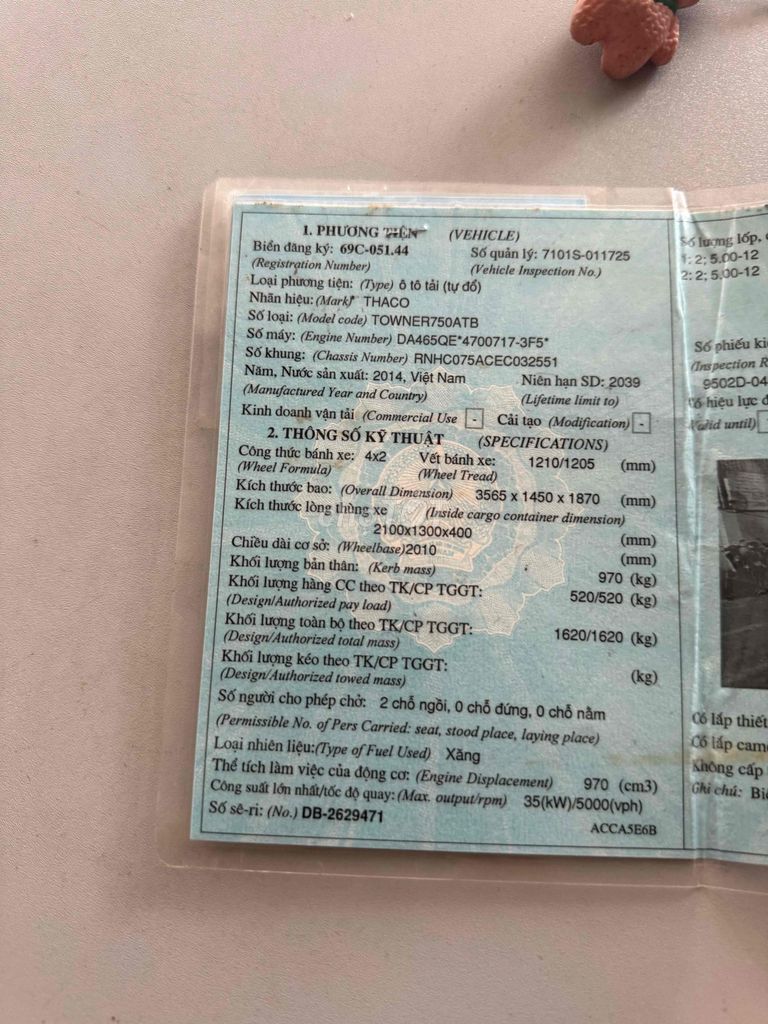 1. PHƯƠNG TIỆN (VEHICLE)
Biển đăng ký: 69C-051.44 Số quản lý: 7101S-011725
(Registration Number) (Vehicle Inspection No.)
Loại phương tiện: (Type) ô tô tải (tự đổ)
Nhãn hiệu: (Mark) THACO
Số loại: (Model code) TOWNER750ATB
Số máy: (Engine Number) DA465QE*4700717-3F5*
Số khung: (Chassis Number) RNHC075ACEC032551
Năm, Nước sản xuất: 2014, Việt Nam Niên hạn SD: 2039
(Manufactured Year and Country) (Lifetime limit to)
Kinh doanh vận tải (Commercial Use - Cải tạo (Modification) -
2. THÔNG SỐ KỸ THUẬT (SPECIFICATIONS)
Công thức bánh xe: 4x2 Vết bánh xe: 1210/1205 (mm)
(Wheel Formula) (Wheel Tread)
Kích thước bao: (Overall Dimension) 3565 x 1450 x 1870 (mm)
Kích thước lòng thùng xe (Inside cargo container dimension)
2100x1300x400 (mm)
Chiều dài cơ sở: (Wheelbase)2010 (mm)
Khối lượng bản thân: (Kerb mass) 970 (kg)
Khối lượng hàng CC theo TK/CP TGGT: 520/520 (kg)
(Design/Authorized pay load)
Khối lượng toàn bộ theo TK/CP TGGT: 1620/1620 (kg)
(Design/Authorized total mass)
Khối lượng kéo theo TK/CP TGGT: (kg)
(Design/Authorized towed mass)
Số người cho phép chở: 2 chỗ ngồi, 0 chỗ đứng, 0 chỗ nằm
(Permissible No. of Pers Carried: seat, stood place, laying place)
Loại nhiên liệu:(Type of Fuel Used) Xăng
Thể tích làm việc của động cơ: (Engine Displacement) 970 (cm3)
Công suất lớn nhất/tốc độ quay:(Max. output/rpm) 35(kW)/5000(vph)
Số sê-ri: (No.) DB-2629471
ACCA5E6B
Số lượng lốp,
1: 2; 5.00-12
2: 2; 5.00-12
Số phiếu
(Inspection
9502D-04
hiệu lực
Valid until)
Có lắp thiết
Có lắp
Không cấp
Ghi chú: